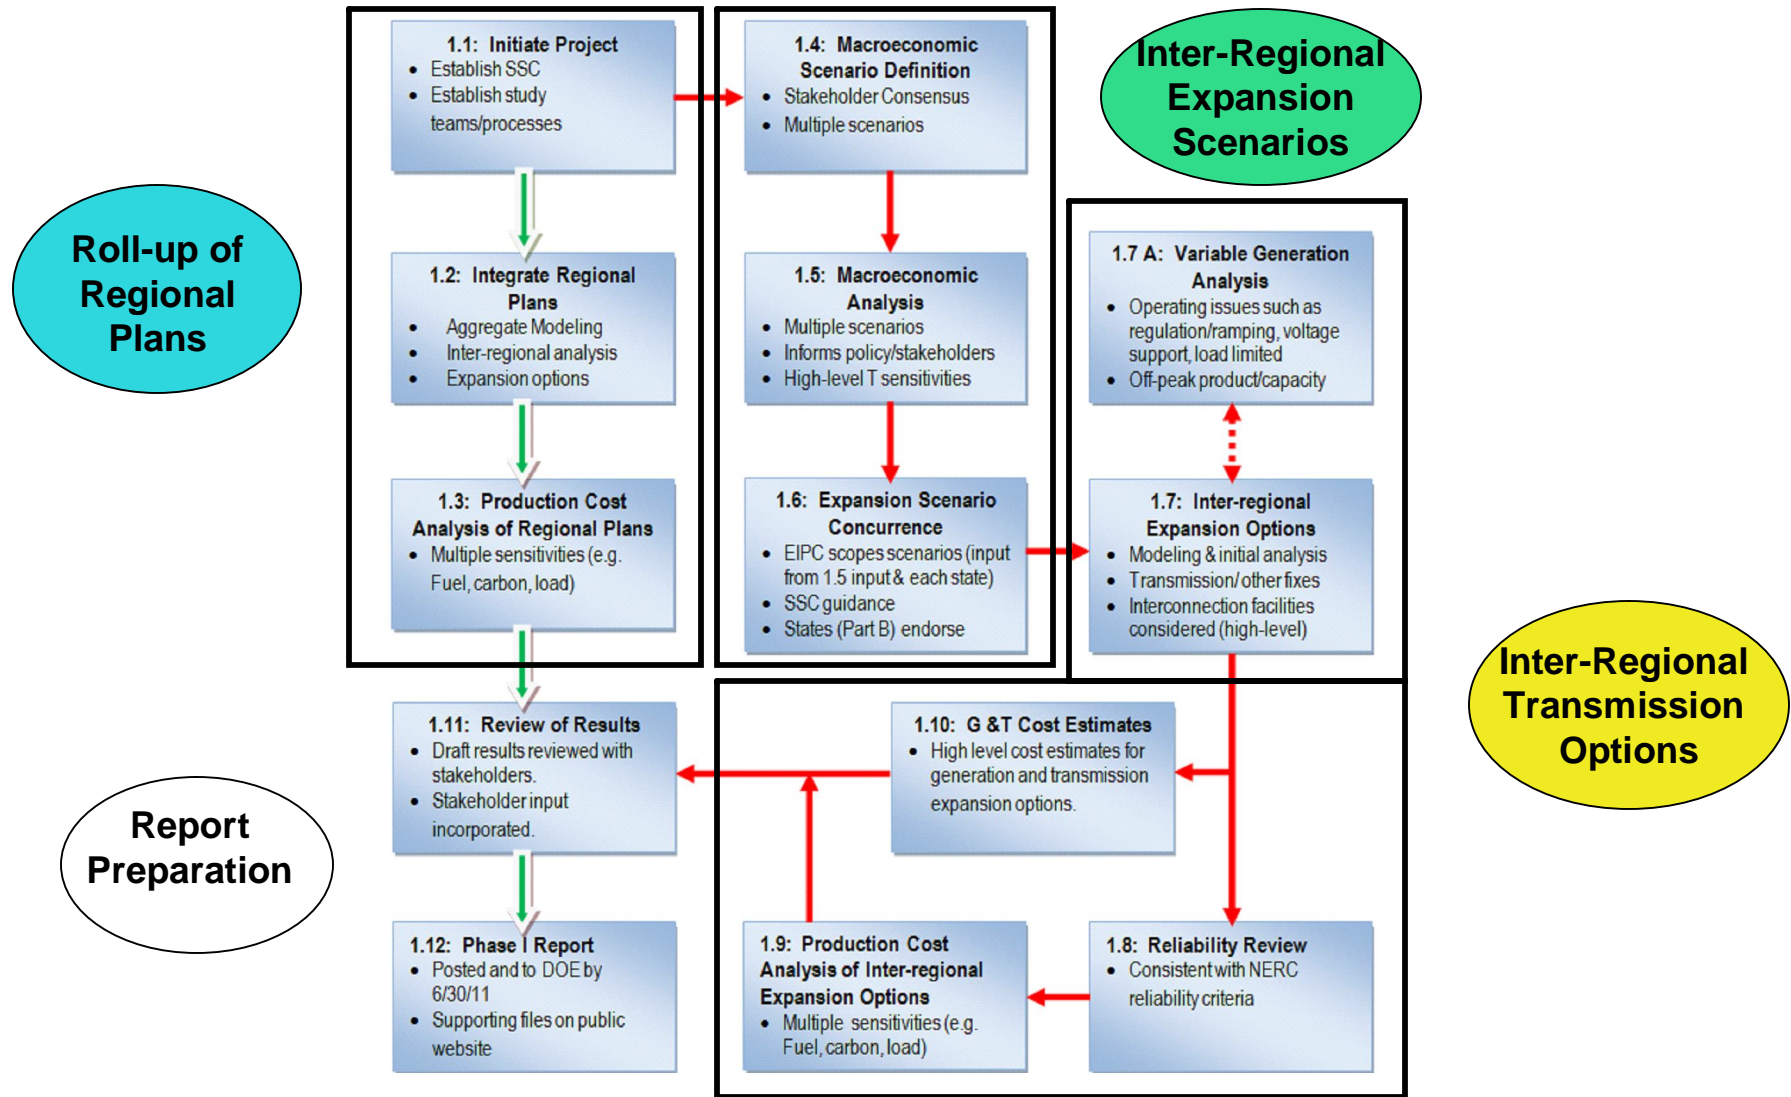 Roll-up of
Regional
Plans
1.1: Initiate Project
• Establish SSC
• Establish study
teams/processes
1.2: Integrate Regional
Plans
• Aggregate Modeling
• Inter-regional analysis
• Expansion options
1.3: Production Cost
Analysis of Regional Plans
• Multiple sensitivities (e.g.
Fuel, carbon, load)
1.4: Macroeconomic
Scenario Definition
• Stakeholder Consensus
• Multiple scenarios
1.5: Macroeconomic
Analysis
• Multiple scenarios
• Informs policy/stakeholders
• High-level T sensitivities
1.6: Expansion Scenario
Concurrence
• EIPC scopes scenarios (input
from 1.5 input & each state)
• SSC guidance
• States (Part B) endorse
Inter-Regional
Expansion
Scenarios
1.7 A: Variable Generation
Analysis
• Operating issues such as
regulation/ramping, voltage
support, load limited
• Off-peak product/capacity
1.7: Inter-regional
Expansion Options
• Modeling & initial analysis
• Transmission/ other fixes
• Interconnection facilities
considered (high-level)
Inter-Regional
Transmission
Options
1.10: G &T Cost Estimates
• High level cost estimates for
generation and transmission
expansion options.
1.8: Reliability Review
• Consistent with NERC
reliability criteria
1.9: Production Cost
Analysis of Inter-regional
Expansion Options
• Multiple sensitivities (e.g.
Fuel, carbon, load)
Report
Preparation
1.11: Review of Results
• Draft results reviewed with
stakeholders.
• Stakeholder input
incorporated.
1.12: Phase I Report
• Posted and to DOE by
6/30/11
• Supporting files on public
website